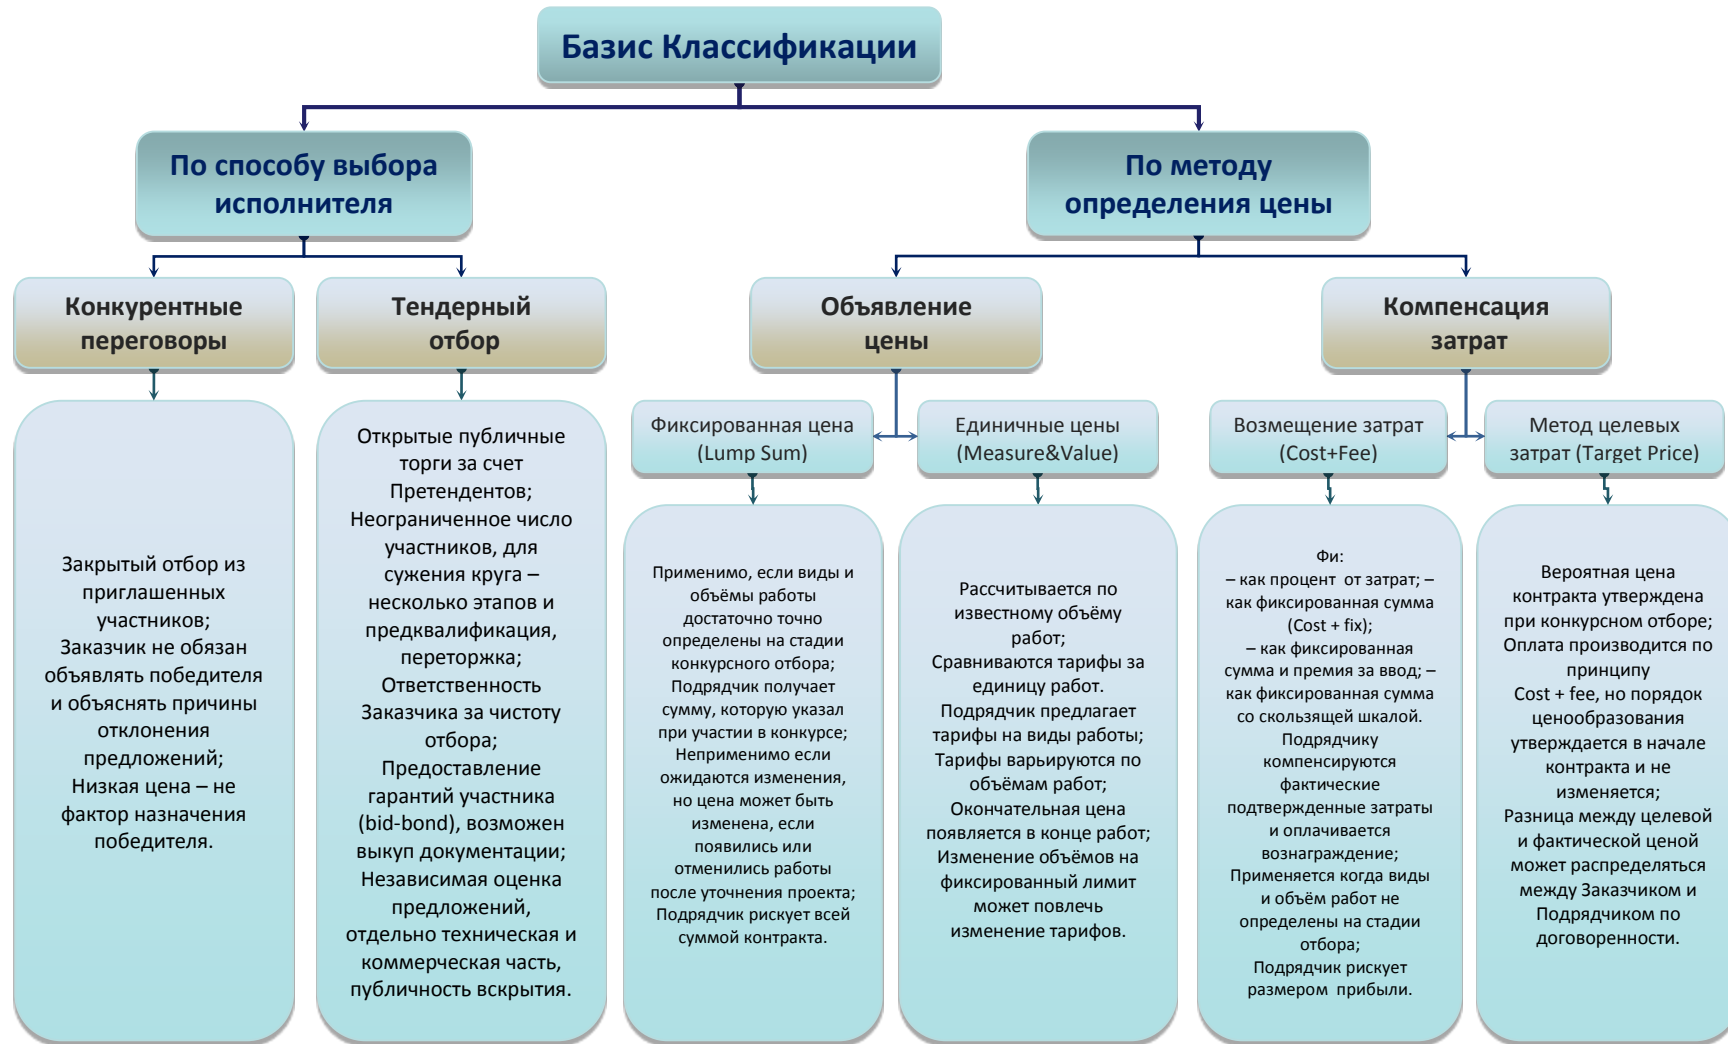 Базис Классификации
По способу выбора
исполнителя
По методу
определения цены
Конкурентные
переговоры
Тендерный
отбор
Объявление
цены
Компенсация
затрат
Фиксированная цена
(Lump Sum)
Единичные цены
(Measure&Value)
Возмещение затрат
(Cost+Fee)
Метод целевых
затрат (Target Price)
Закрытый отбор из
приглашенных
участников;
Заказчик не обязан
объявлять победителя
и объяснять причины
отклонения
предложений;
Низкая цена – не
фактор назначения
победителя.
Открытые публичные
торги за счет
Претендентов;
Неограниченное число
участников, для
сужения круга –
несколько этапов и
предквалификация,
переторжка;
Ответственность
Заказчика за чистоту
отбора;
Предоставление
гарантий участника
(bid-bond), возможен
выкуп документации;
Независимая оценка
предложений,
отдельно техническая и
коммерческая часть,
публичность вскрытия.
Применимо, если виды и
объёмы работы
достаточно точно
определены на стадии
конкурсного отбора;
Подрядчик получает
сумму, которую указал
при участии в конкурсе;
Неприменимо если
ожидаются изменения,
но цена может быть
изменена, если
появились или
отменились работы
после уточнения проекта;
Подрядчик рискует всей
суммой контракта.
Рассчитывается по
известному объёму
работ;
Сравниваются тарифы за
единицу работ.
Подрядчик предлагает
тарифы на виды работы;
Тарифы варьируются по
объёмам работ;
Окончательная цена
появляется в конце работ;
Изменение объёмов на
фиксированный лимит
может повлечь
изменение тарифов.
Фи:
– как процент от затрат; –
как фиксированная сумма
(Cost + fix);
– как фиксированная
сумма и премия за ввод; –
как фиксированная сумма
со скользящей шкалой.
Подрядчику
компенсируются
фактические
подтвержденные затраты
и оплачивается
вознаграждение;
Применяется когда виды
и объём работ не
определены на стадии
отбора;
Подрядчик рискует
размером прибыли.
Вероятная цена
контракта утверждена
при конкурсном отборе;
Оплата производится по
принципу
Cost + fee, но порядок
ценообразования
утверждается в начале
контракта и не
изменяется;
Разница между целевой
и фактической ценой
может распределяться
между Заказчиком и
Подрядчиком по
договоренности.